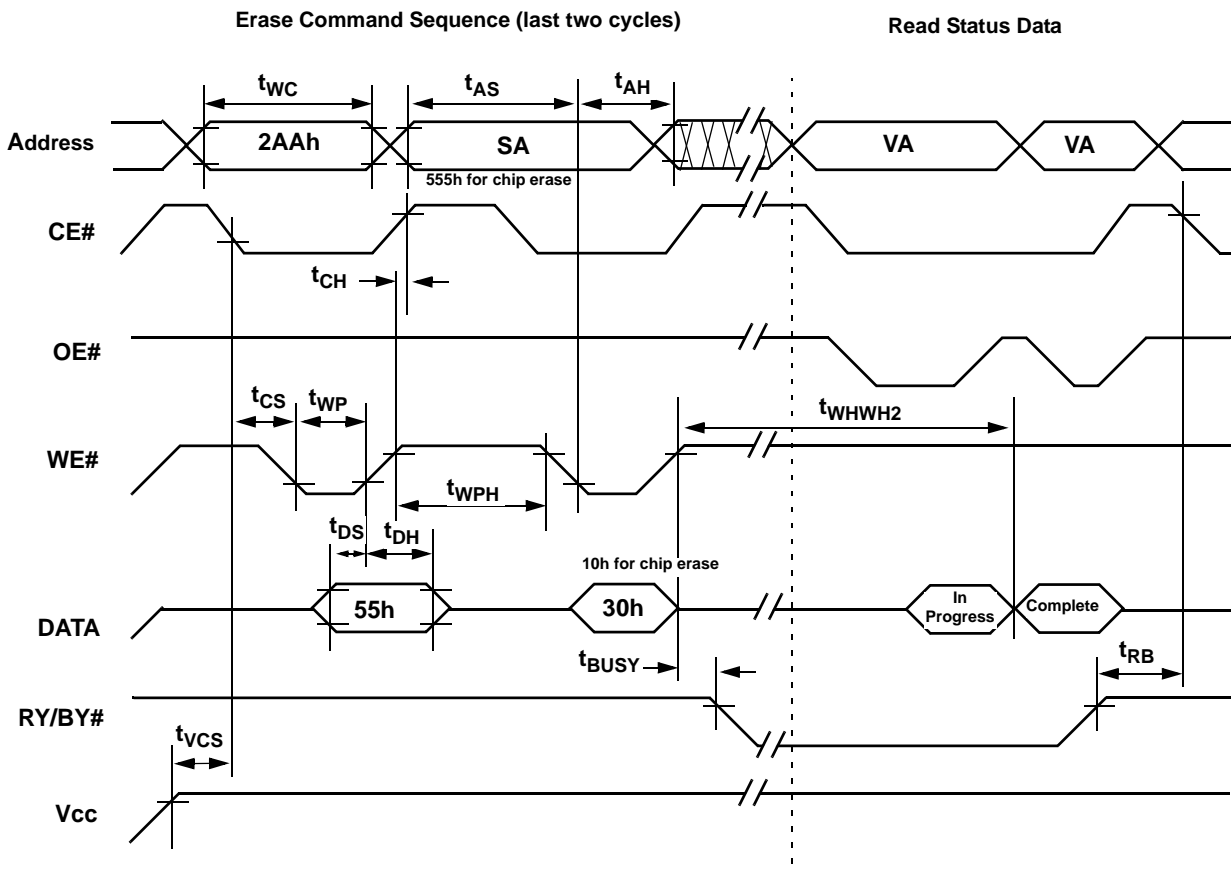 Erase Command Sequence (last two cycles)
Read Status Data
tWC
tAS
tAH
Address
2AAh
SA
VA
VA
555h for chip erase
CE#
tCH
OE#
tCS
tWP
tWHWH2
WE#
tWPH
tDS
tDH
10h for chip erase
55h
30h
In
Progress
Complete
DATA
tBUSY
tRB
RY/BY#
tVCS
Vcc